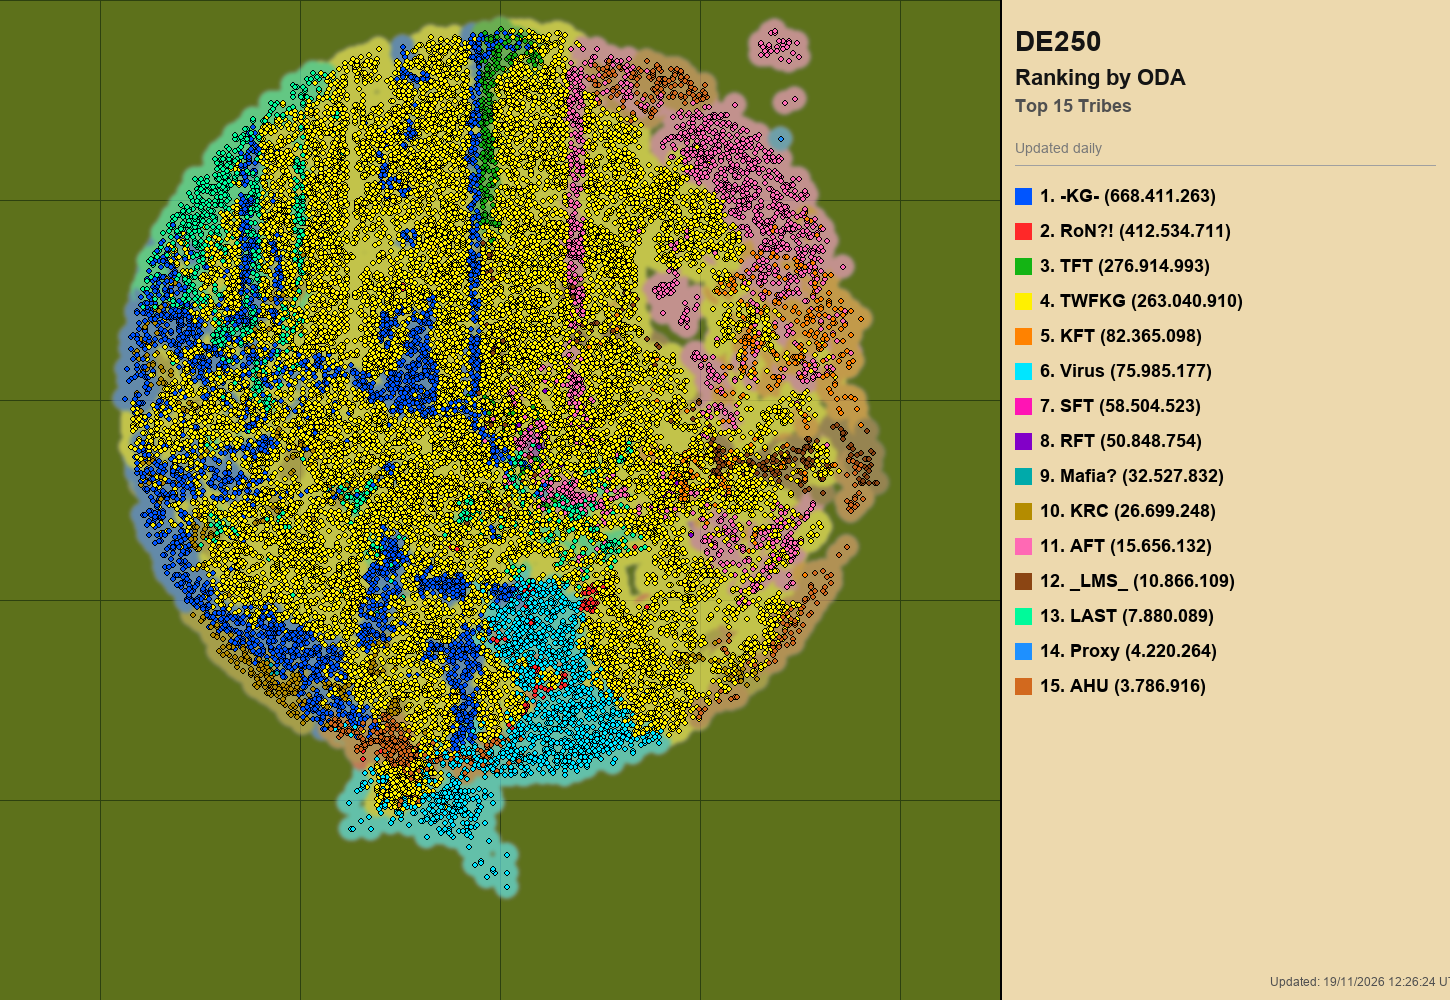 DE250
Ranking by ODA
Top 15 Tribes
Updated daily
1. -KG- (668.411.263)
2. RoN?! (412.534.711)
3. TFT (276.914.993)
4. TWFKG (263.040.910)
5. KFT (82.365.098)
6. Virus (75.985.177)
7. SFT (58.504.523)
8. RFT (50.848.754)
9. Mafia? (32.527.832)
10. KRC (26.699.248)
11. AFT (15.656.132)
12. _LMS_ (10.866.109)
13. LAST (7.880.089)
14. Proxy (4.220.264)
15. AHU (3.786.916)
Updated: 19/11/2026 12:26:24 U